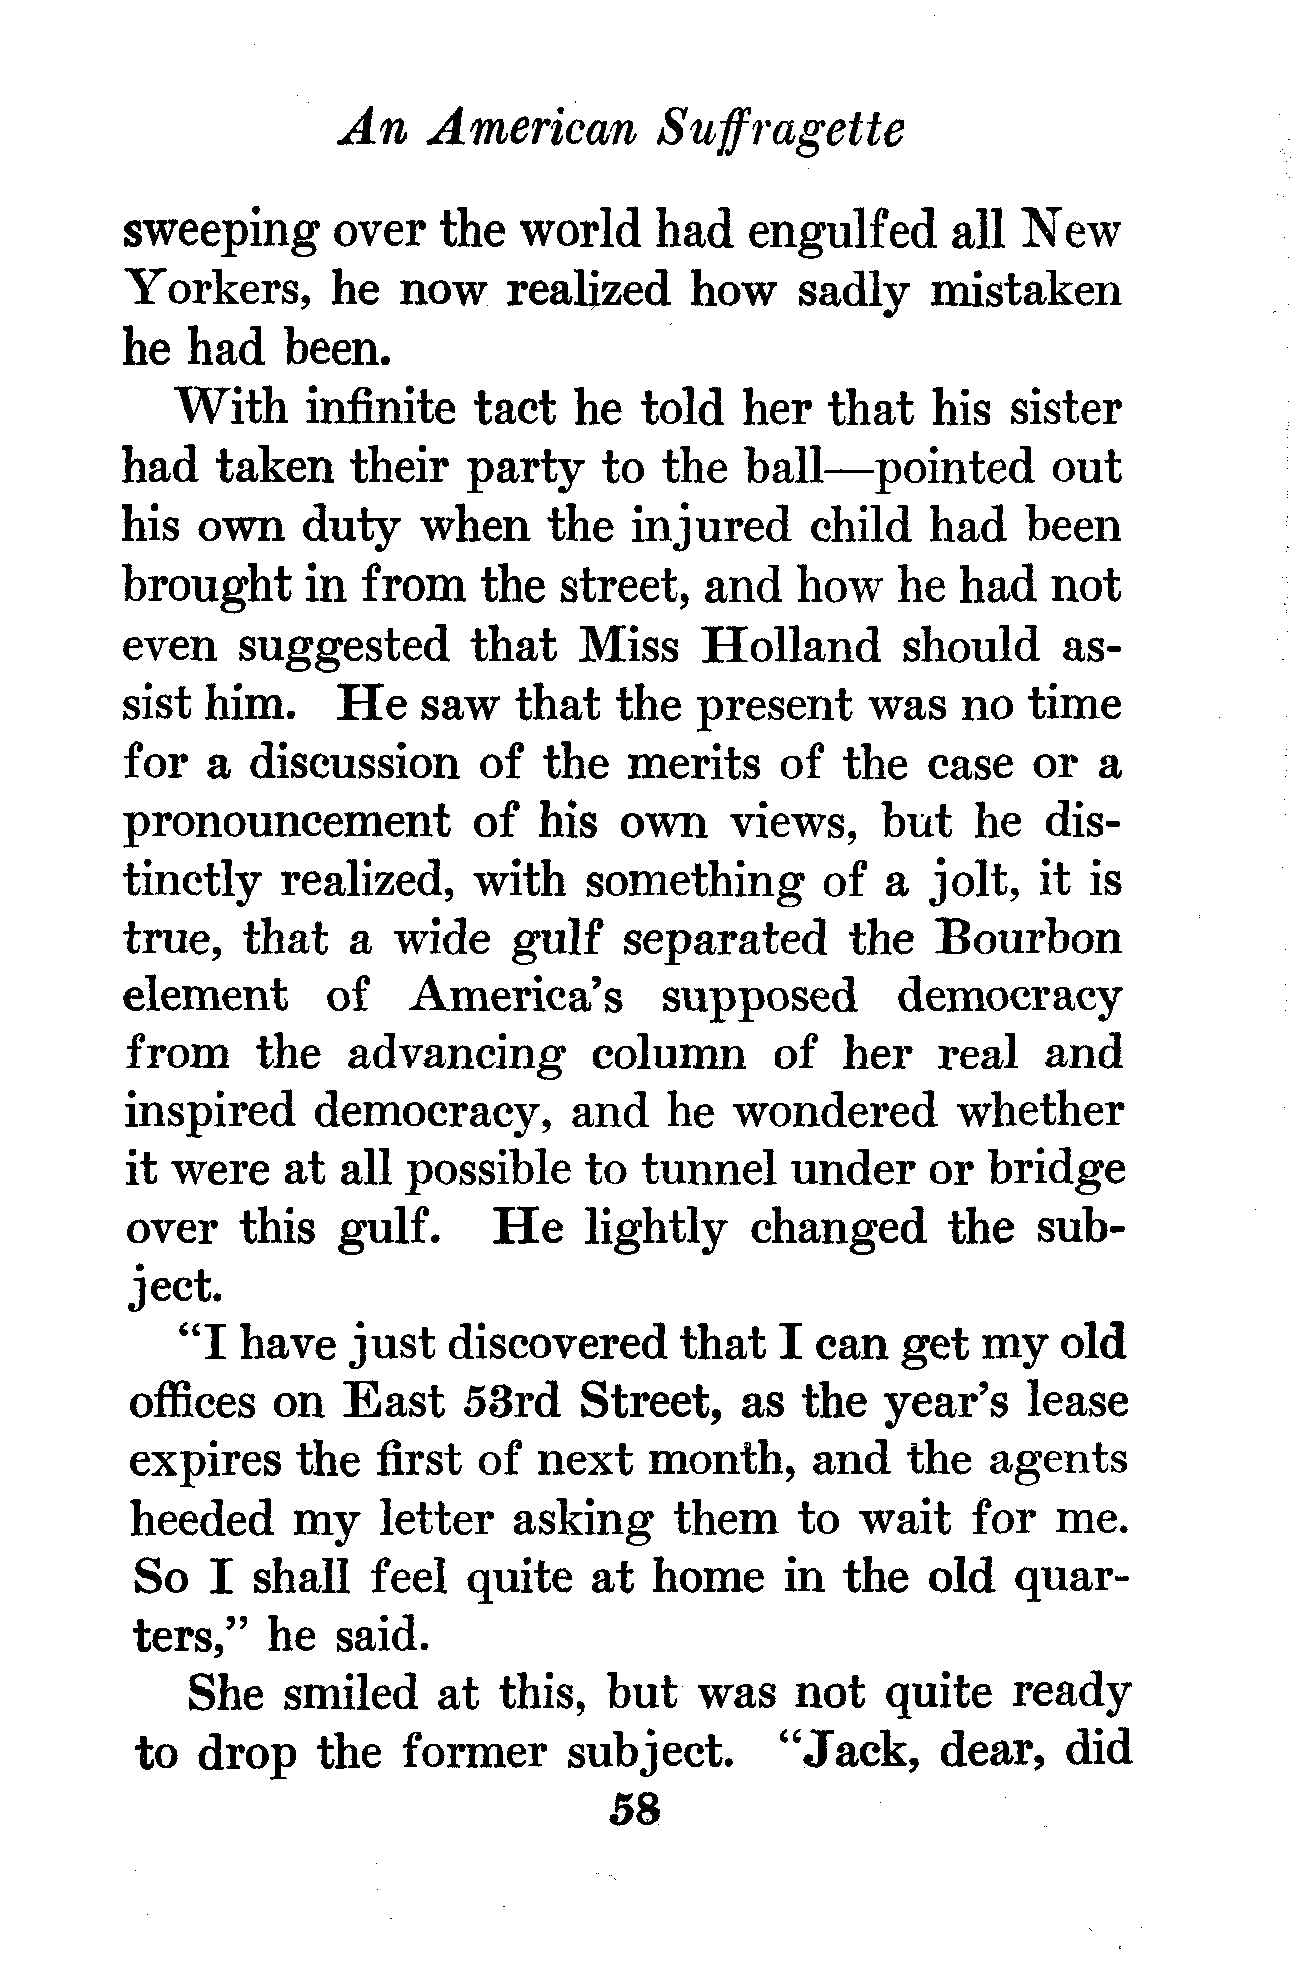 An American Suffragette
sweeping over the world had engulfed all New
Yorkers, he now realized how sadly mistaken
he had been.
With infinite tact he told her that his sister
had taken their party to the ball—pointed out
his own duty when the injured child had been
brought in from the street, and how he had not
even suggested that Miss Holland should as-
sist him. He saw that the present was no time
for a discussion of the merits of the case or a
pronouncement of his own views, but he dis-
tinctly realized, with something of a jolt, it is
true, that a wide gulf separated the Bourbon
element of America's supposed democracy
from the advancing column of her real and
inspired democracy, and he wondered whether
it were at all possible to tunnel under or bridge
over this gulf. He lightly changed the sub-
ject.
"I have just discovered that I can get my old
offices on East 53rd Street, as the year's lease
expires the first of next month, and the agents
heeded my letter asking them to wait for me.
So I shall feel quite at home in the old quar-
ters," he said.
She smiled at this, but was not quite ready
to drop the former subject. "Jack, dear, did
58